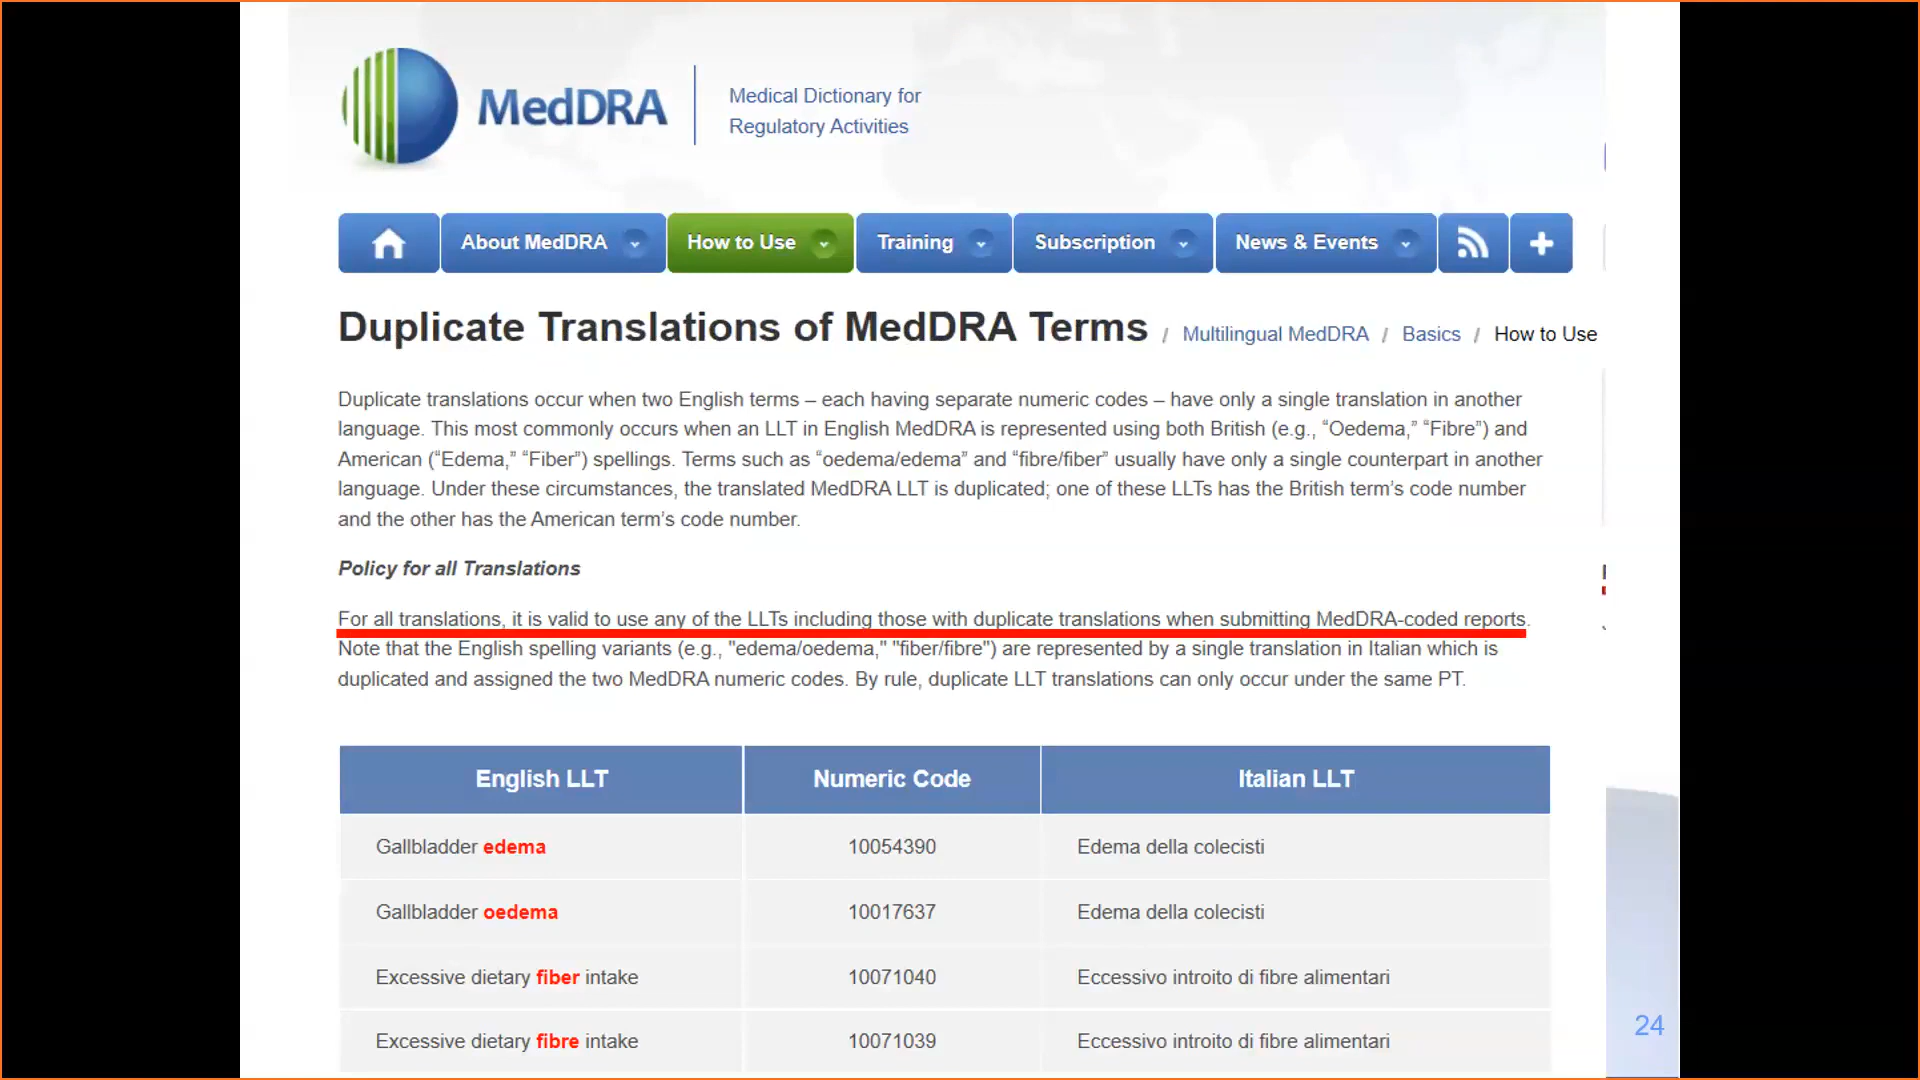 MedDRA
Medical Dictionary for
Regulatory Activities
About MedDRA
How to Use
Training
Subscription
News & Events
Duplicate Translations of MedDRA Terms / Multilingual MedDRA / Basics / How to Use
Duplicate translations occur when two English terms – each having separate numeric codes – have only a single translation in another
language. This most commonly occurs when an LLT in English MedDRA is represented using both British (e.g., “Oedema,” “Fibre”) and
American (“Edema,” “Fiber”) spellings. Terms such as “oedema/edema” and “fibre/fiber” usually have only a single counterpart in another
language. Under these circumstances, the translated MedDRA LLT is duplicated; one of these LLTs has the British term’s code number
and the other has the American term’s code number.
Policy for all Translations
For all translations, it is valid to use any of the LLTs including those with duplicate translations when submitting MedDRA-coded reports.
Note that the English spelling variants (e.g., "edema/oedema," "fiber/fibre") are represented by a single translation in Italian which is
duplicated and assigned the two MedDRA numeric codes. By rule, duplicate LLT translations can only occur under the same PT.
English LLT Numeric Code Italian LLT
Gallbladder edema 10054390 Edema della colecisti
Gallbladder oedema 10017637 Edema della colecisti
Excessive dietary fiber intake 10071040 Eccessivo introito di fibre alimentari
Excessive dietary fibre intake 10071039 Eccessivo introito di fibre alimentari
24